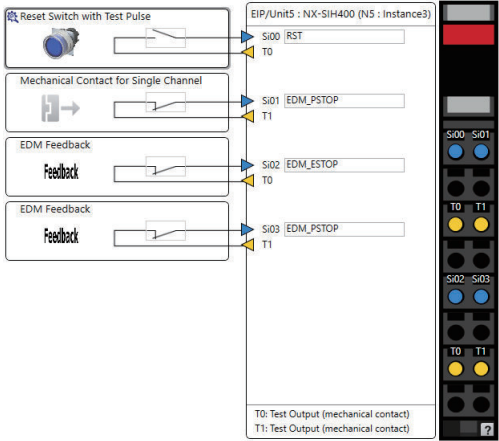 Reset Switch with Test Pulse
EIP/Unit5 : NX-SIH400 (N5 : Instance3)
Si00 RST
T0
Mechanical Contact for Single Channel
Si01 EDM_PSTOP
T1
EDM Feedback
Feedback
Si02 EDM_ESTOP
T0
EDM Feedback
Feedback
Si03 EDM_PSTOP
T1
T0: Test Output (mechanical contact)
T1: Test Output (mechanical contact)
Si00 Si01
T0 T1
Si02 Si03
T0 T1
?